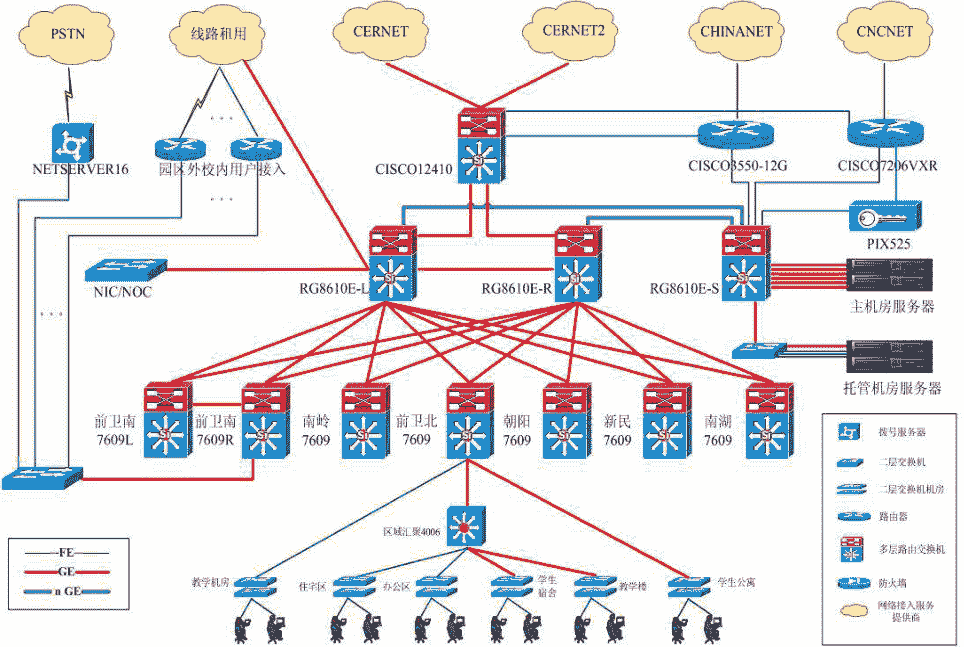 PSTN
线路租用
CERNET
CERNET2
CHINANET
CNCNET
NETSERVER16
园区外校内用户接入
CISCO12410
CISCO3550-12G
CISCO7206VXR
PIX525
NIC/NOC
RG8610E-L
RG8610E-R
RG8610E-S
主机房服务器
托管机房服务器
前卫南
7609L
前卫南
7609R
南岭
7609
前卫北
7609
朝阳
7609
新民
7609
南湖
7609
区域汇聚4006
教学机房
住宅区
办公区
学生
宿舍
教学楼
学生公寓
FE
GE
n GE
拨号服务器
二层交换机
二层交换机机房
路由器
多层路由交换机
防火墙
网络接入服务
提供商